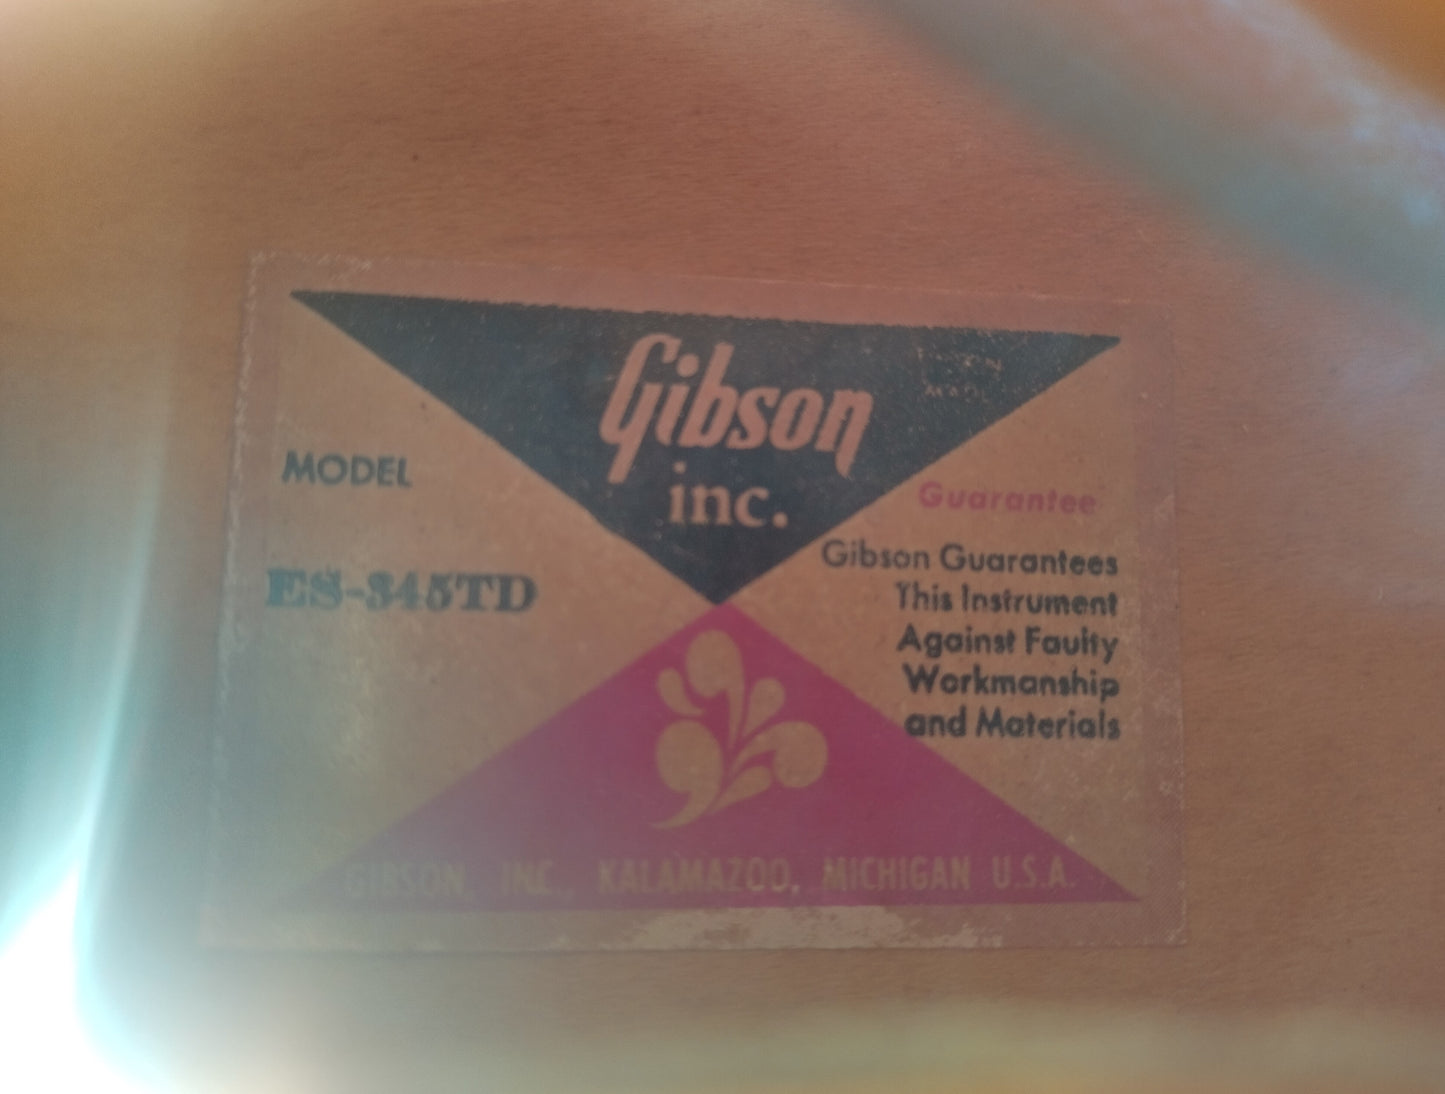 Gibson
inc.
MODEL
ES-345TD
Guarantee
Gibson Guarantees
This Instrument
Against Faulty
Workmanship
and Materials
GIBSON, INC., KALAMAZOO, MICHIGAN U.S.A.